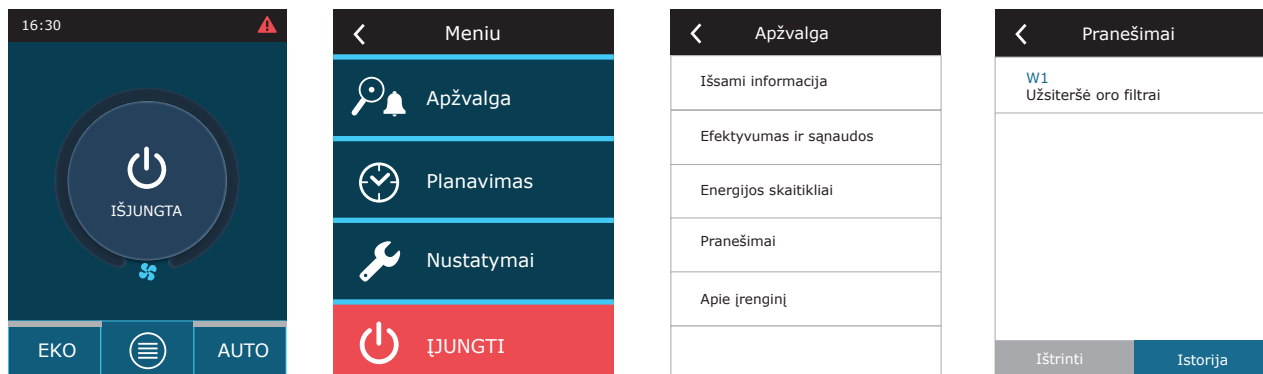 16:30
IŠJUNGTA
EKO
AUTO
Meniu
Apžvalga
Planavimas
Nustatymai
ĮJUNGTI
Apžvalga
Išsami informacija
Efektyvumas ir sąnaudos
Energijos skaitikliai
Pranešimai
Apie įrenginį
Pranešimai
W1
Užsiteršė oro filtrai
Ištrinti
Istorija